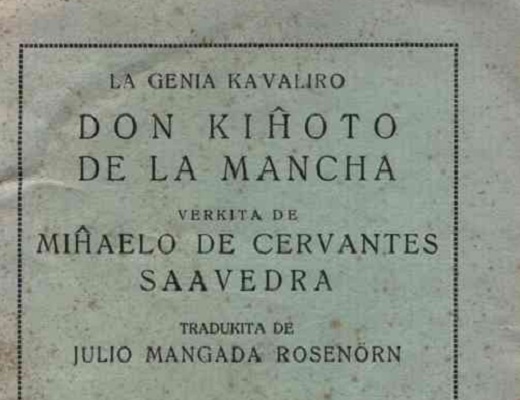 LA GENIA KAVALIRO
DON KIĤOTO
DE LA MANCHA
VERKITA DE
MIĤAELO DE CERVANTES
SAAVEDRA
TRADUKITA DE
JULIO MANGADA ROSENÖRN